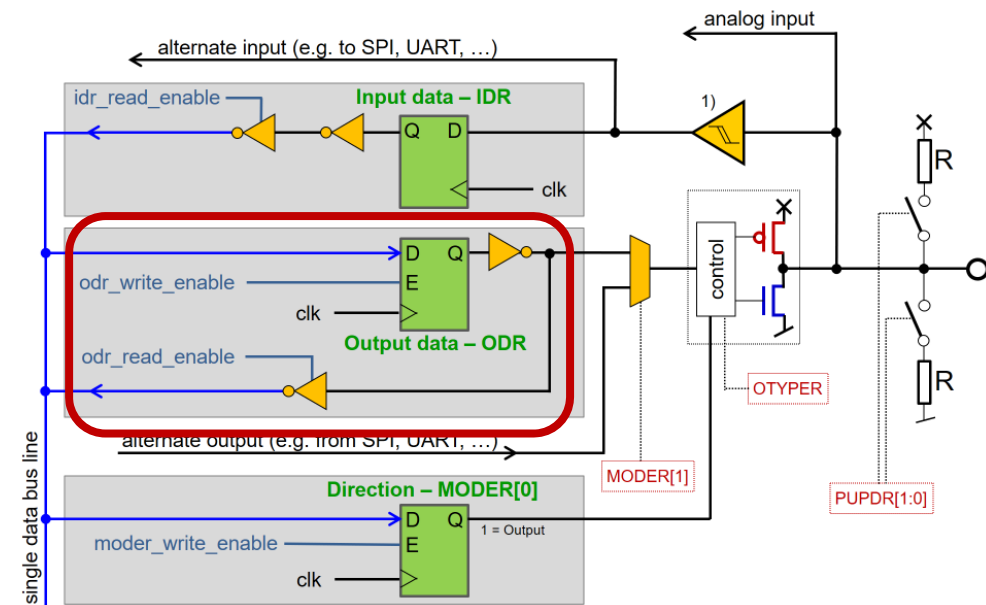 analog input
alternate input (e.g. to SPI, UART, …)
idr_read_enable
Input data – IDR
1)
Q D
clk
R
D Q
odr_write_enable
E
clk
control
Output data – ODR
odr_read_enable
OTYPER
R
alternate output (e.g. from SPI, UART, …)
MODER[1]
PUPDR[1:0]
Direction – MODER[0]
D Q
1 = Output
moder_write_enable
E
clk
single data bus line